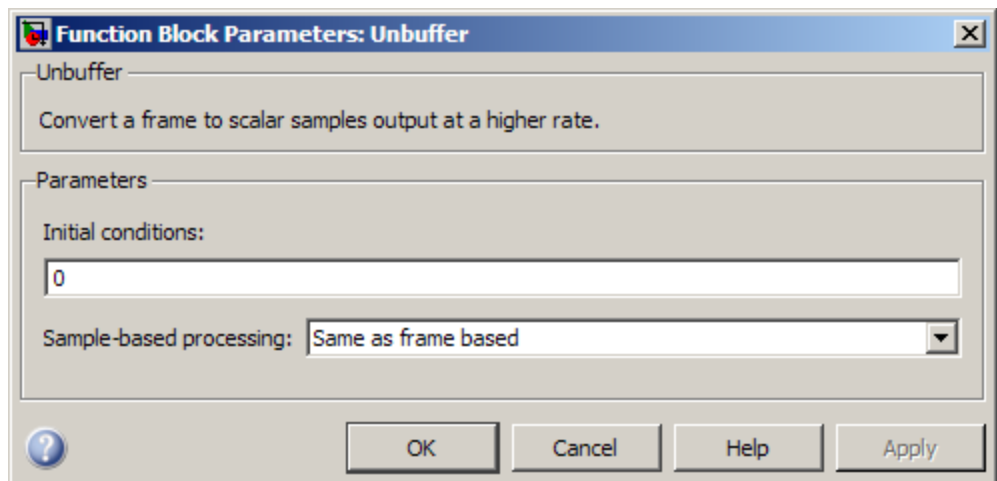 Function Block Parameters: Unbuffer
Unbuffer
Convert a frame to scalar samples output at a higher rate.
Parameters
Initial conditions:
0
Sample-based processing: Same as frame based
OK Cancel Help Apply